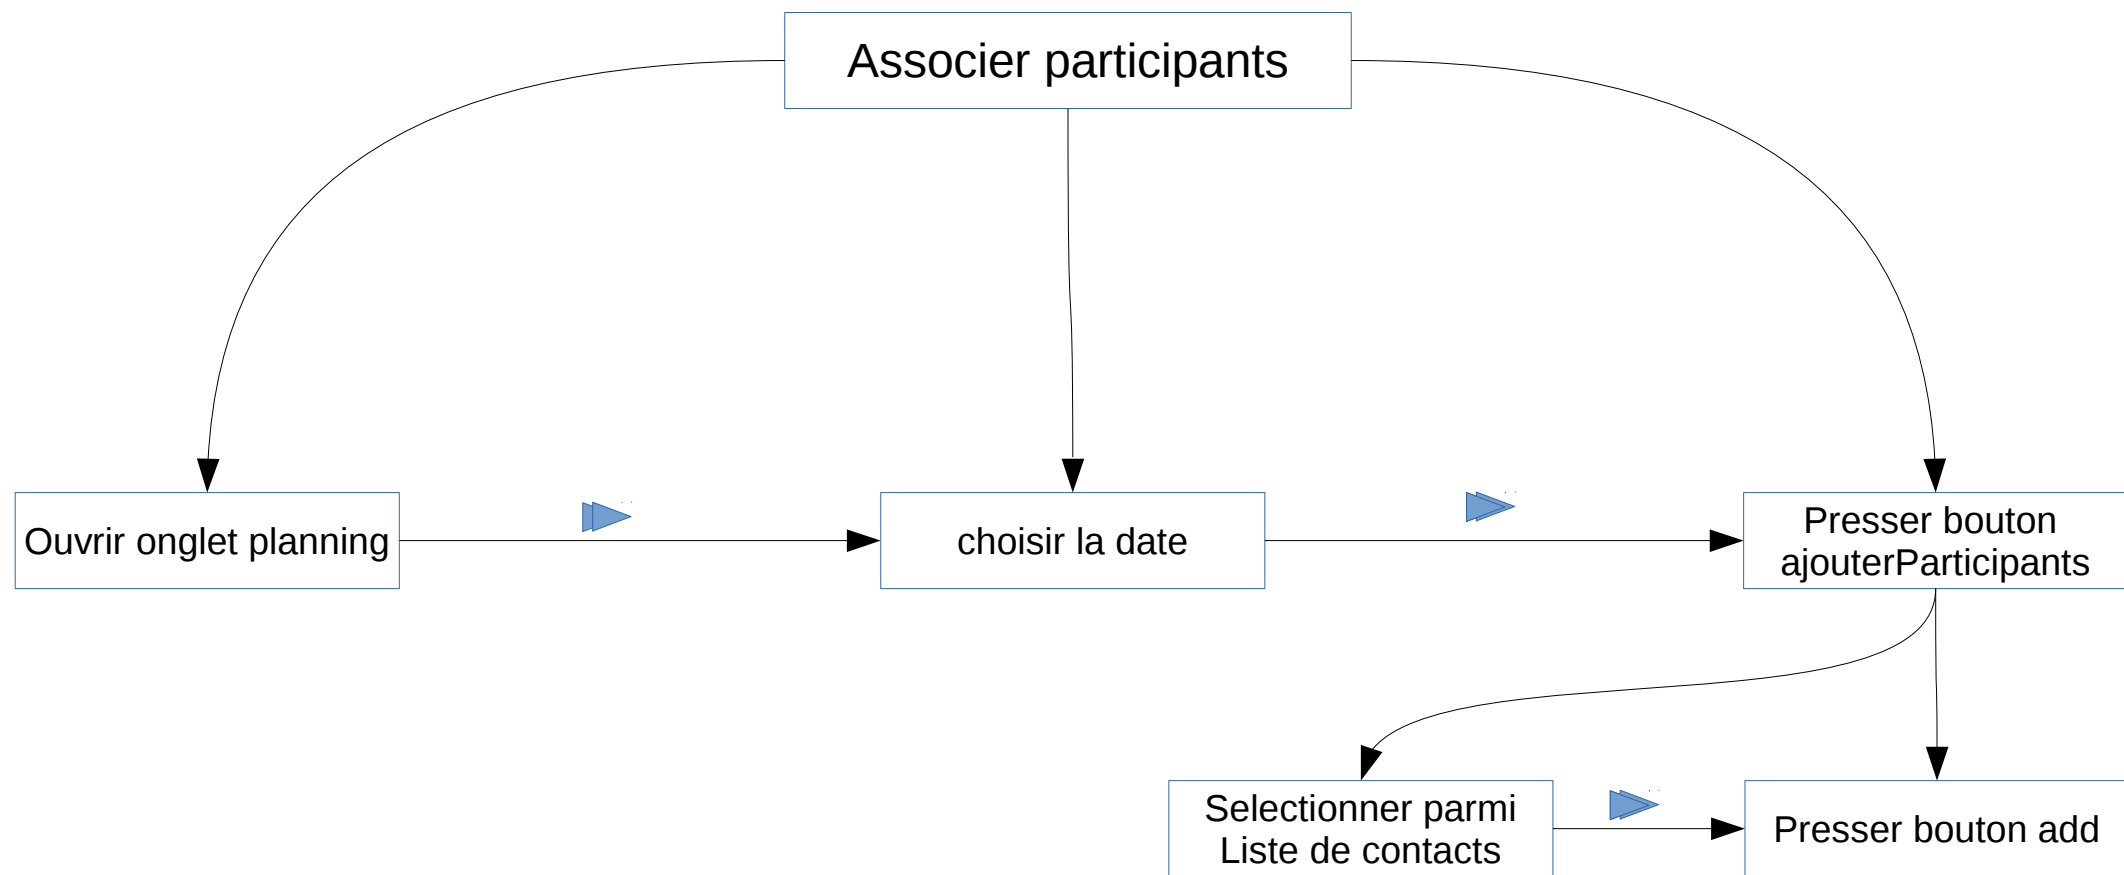 Associer participants
Ouvrir onglet planning
choisir la date
Presser bouton
ajouterParticipants
Selectionner parmi
Liste de contacts
Presser bouton add